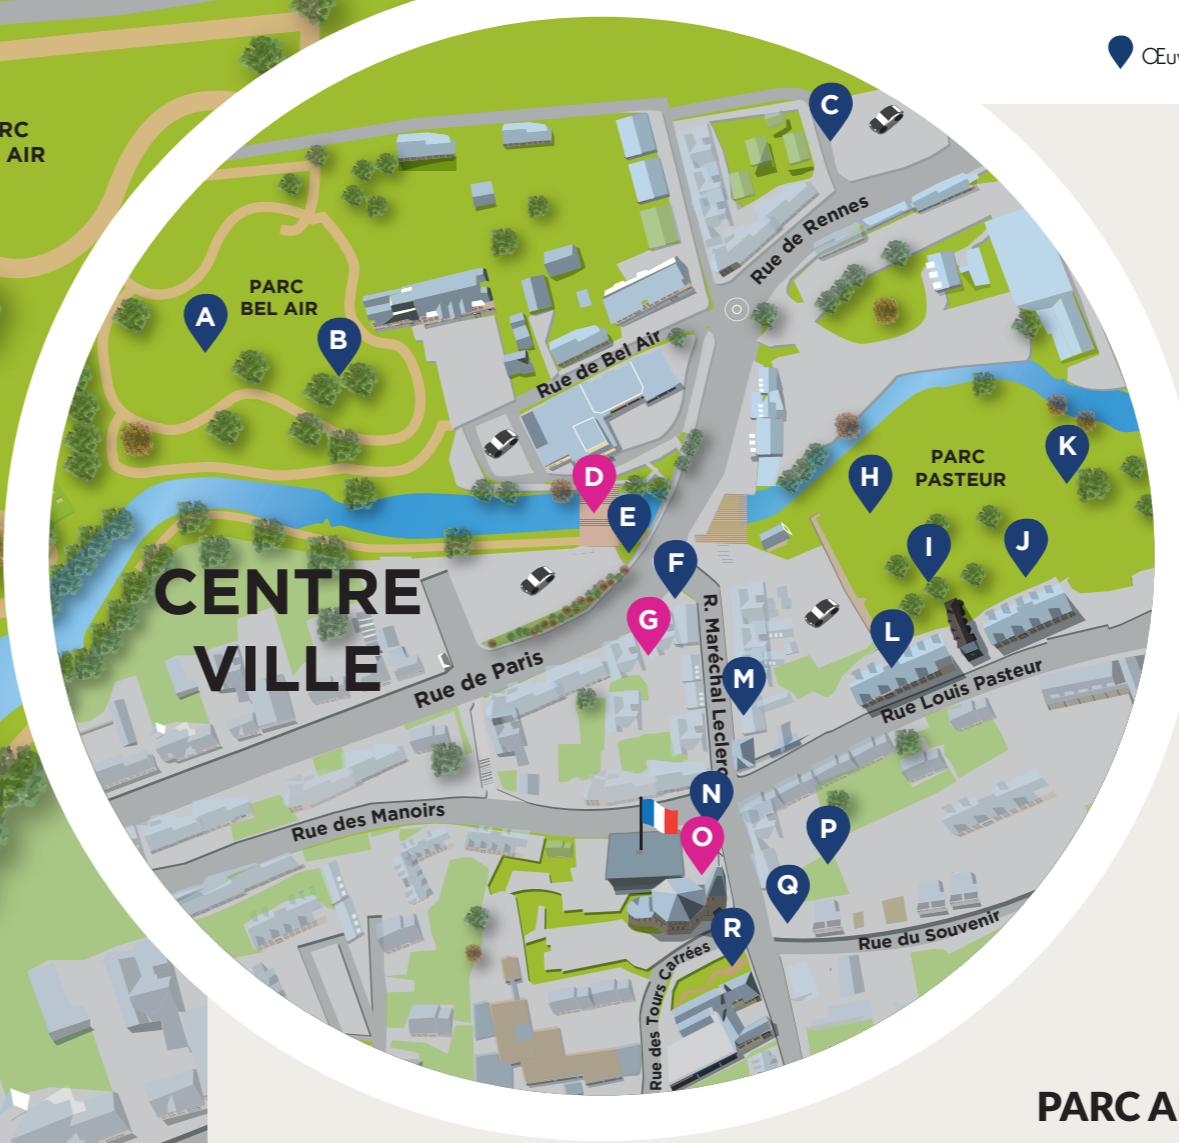 Œuv
C
RC
AIR
Rue de Rennes
PARC
BEL AIR
A
B
Rue de Bel Air
K
PARC
PASTEUR
D
H
E
I
J
F
CENTRE
VILLE
G
L
R. Maréchal Leclerc
Rue de Paris
M
Rue Louis Pasteur
N
Rue des Manoirs
O
P
Q
R
Rue du Souvenir
Rue des Tours Carrées
PARC A